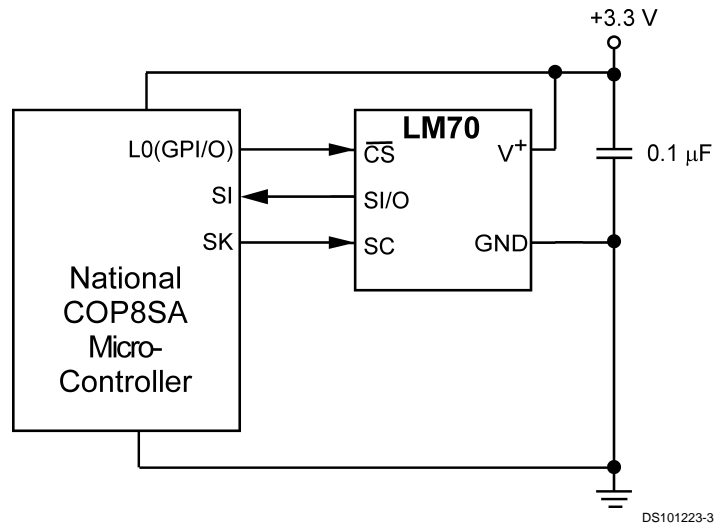 +3.3 V
LM70
L0(GPI/O)
CS
V+
0.1 μF
SI
SI/O
SK
SC
GND
National
COP8SA
Micro-
Controller
DS101223-3